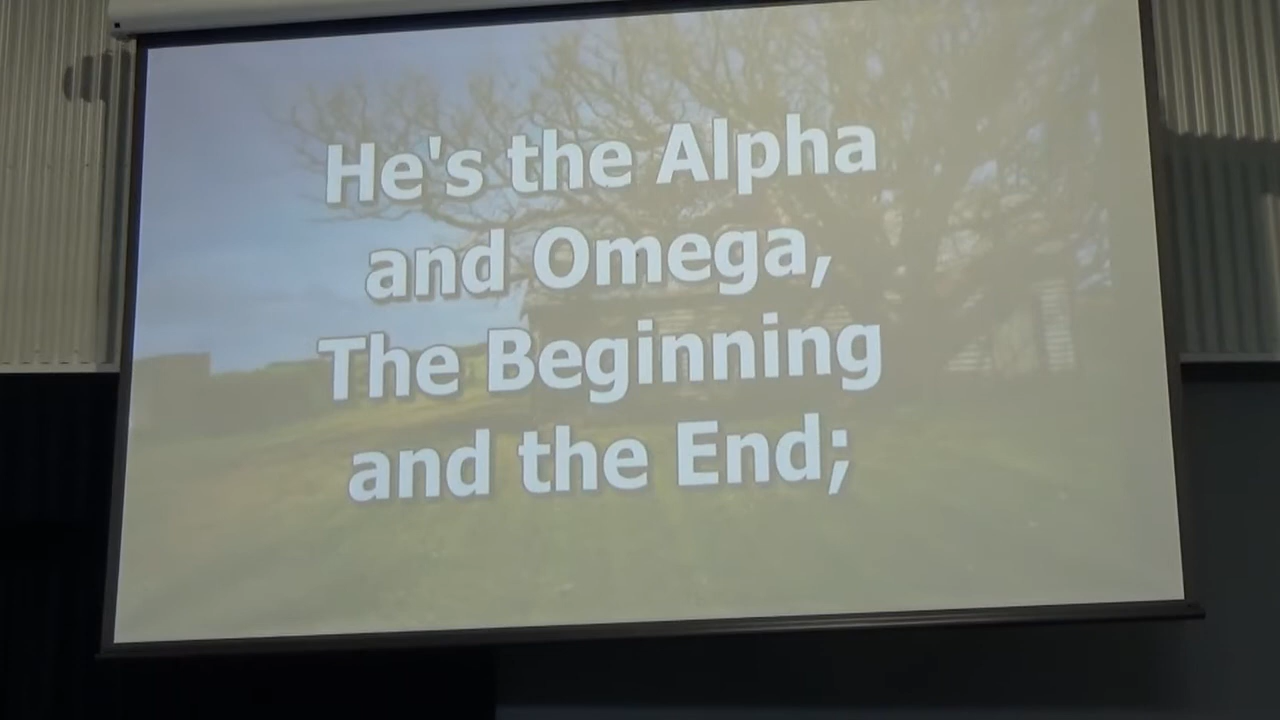 He's the Alpha
and Omega,
The Beginning
and the End;